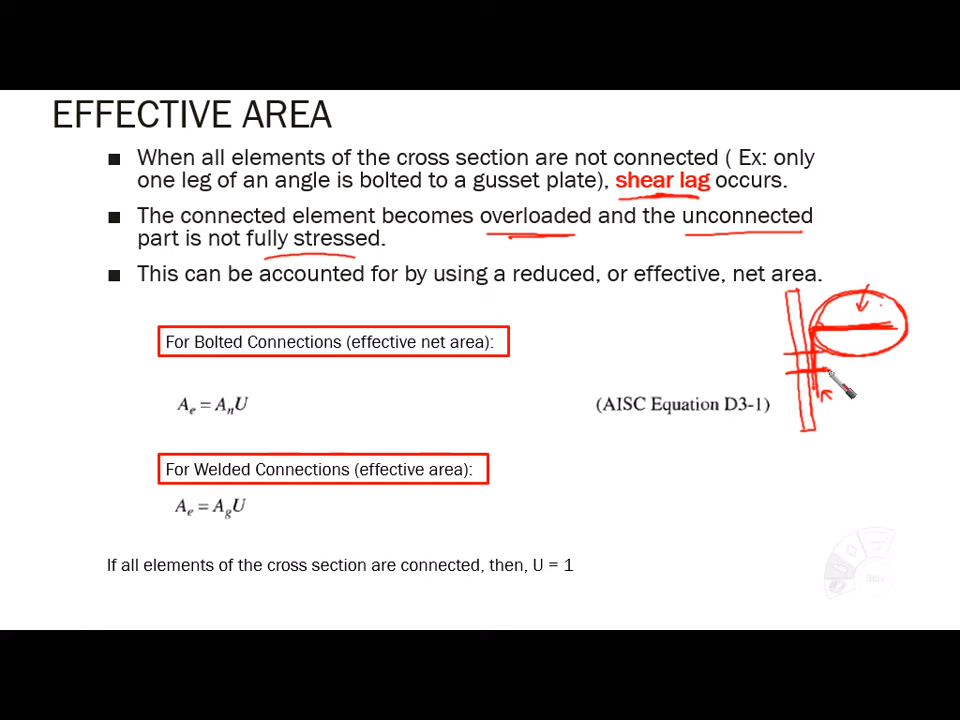 EFFECTIVE AREA
■ When all elements of the cross section are not connected ( Ex: only
one leg of an angle is bolted to a gusset plate), shear lag occurs.
■ The connected element becomes overloaded and the unconnected
part is not fully stressed.
■ This can be accounted for by using a reduced, or effective, net area.
For Bolted Connections (effective net area):
Aₑ = AₙU (AISC Equation D3-1)
For Welded Connections (effective area):
Aₑ = A_gU
If all elements of the cross section are connected, then, U = 1